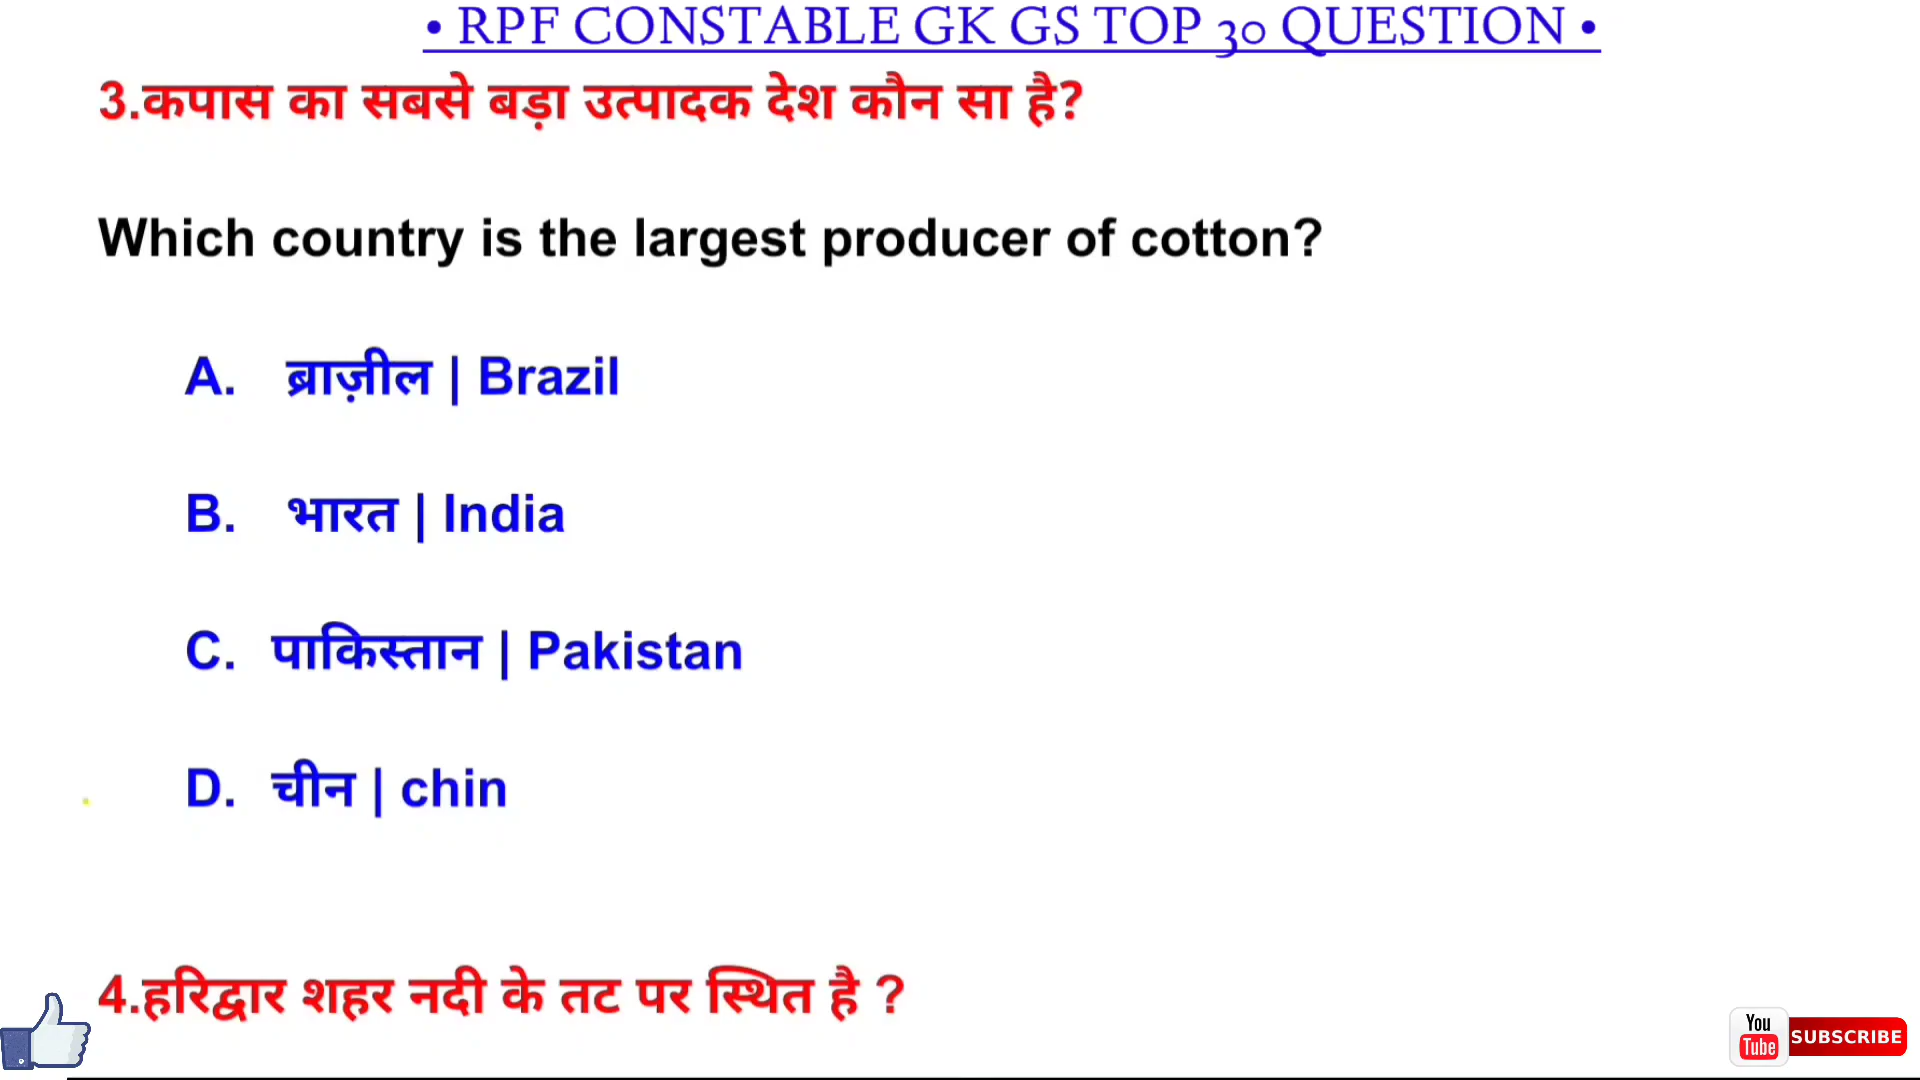 • RPF CONSTABLE GK GS TOP 30 QUESTION •
3.कपास का सबसे बड़ा उत्पादक देश कौन सा है?
Which country is the largest producer of cotton?
A. ब्राज़ील | Brazil
B. भारत | India
C. पाकिस्तान | Pakistan
D. चीन | chin
4.हरिद्वार शहर नदी के तट पर स्थित है ?
You Tube SUBSCRIBE